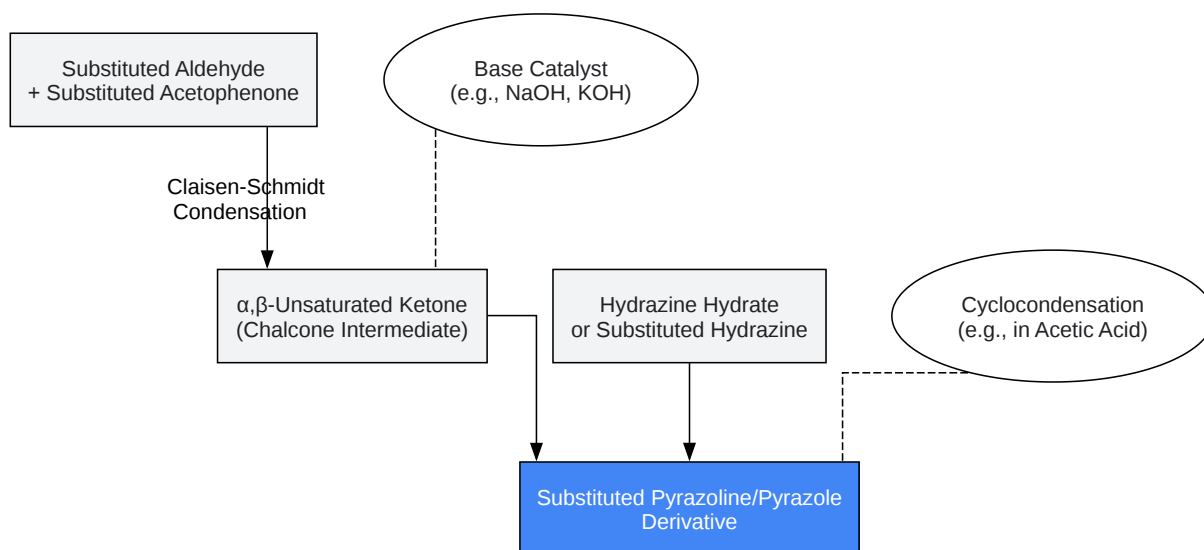 Substituted Aldehyde
+ Substituted Acetophenone
Base Catalyst
(e.g., NaOH, KOH)
Claisen-Schmidt
Condensation
α,β-Unsaturated Ketone
(Chalcone Intermediate)
Hydrazine Hydrate
or Substituted Hydrazine
Cyclocondensation
(e.g., in Acetic Acid)
Substituted Pyrazoline/Pyrazole
Derivative